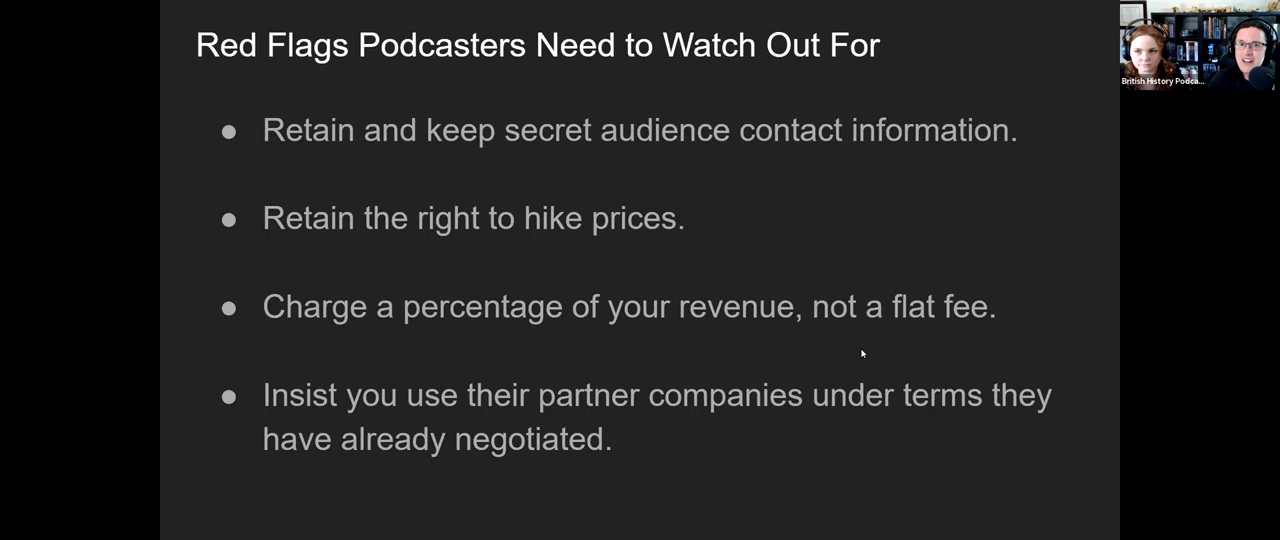 Red Flags Podcasters Need to Watch Out For
British History Podca...
● Retain and keep secret audience contact information.
● Retain the right to hike prices.
● Charge a percentage of your revenue, not a flat fee.
● Insist you use their partner companies under terms they
have already negotiated.